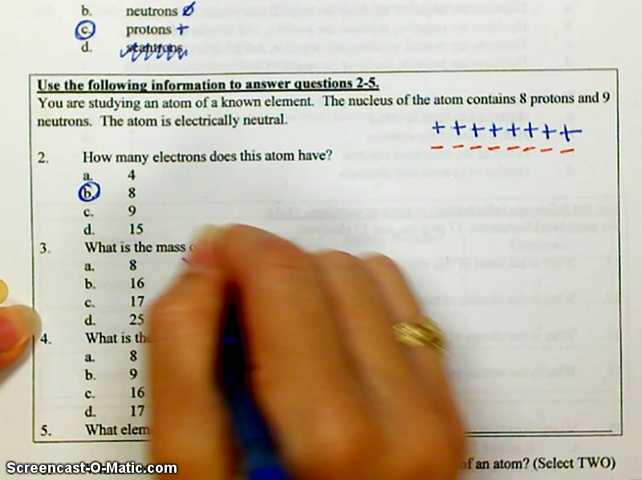 b. neutrons Ø
c. protons +
d.
Use the following information to answer questions 2-5.
You are studying an atom of a known element. The nucleus of the atom contains 8 protons and 9
neutrons. The atom is electrically neutral.
+ + + + + + + +
- - - - - - - -
2. How many electrons does this atom have?
a. 4
b. 8
c. 9
d. 15
3. What is the mass
a. 8
b. 16
c. 17
d. 25
4. What is the
a. 8
b. 9
c. 16
d. 17
5. What elem
of an atom? (Select TWO)
Screencast-O-Matic.com